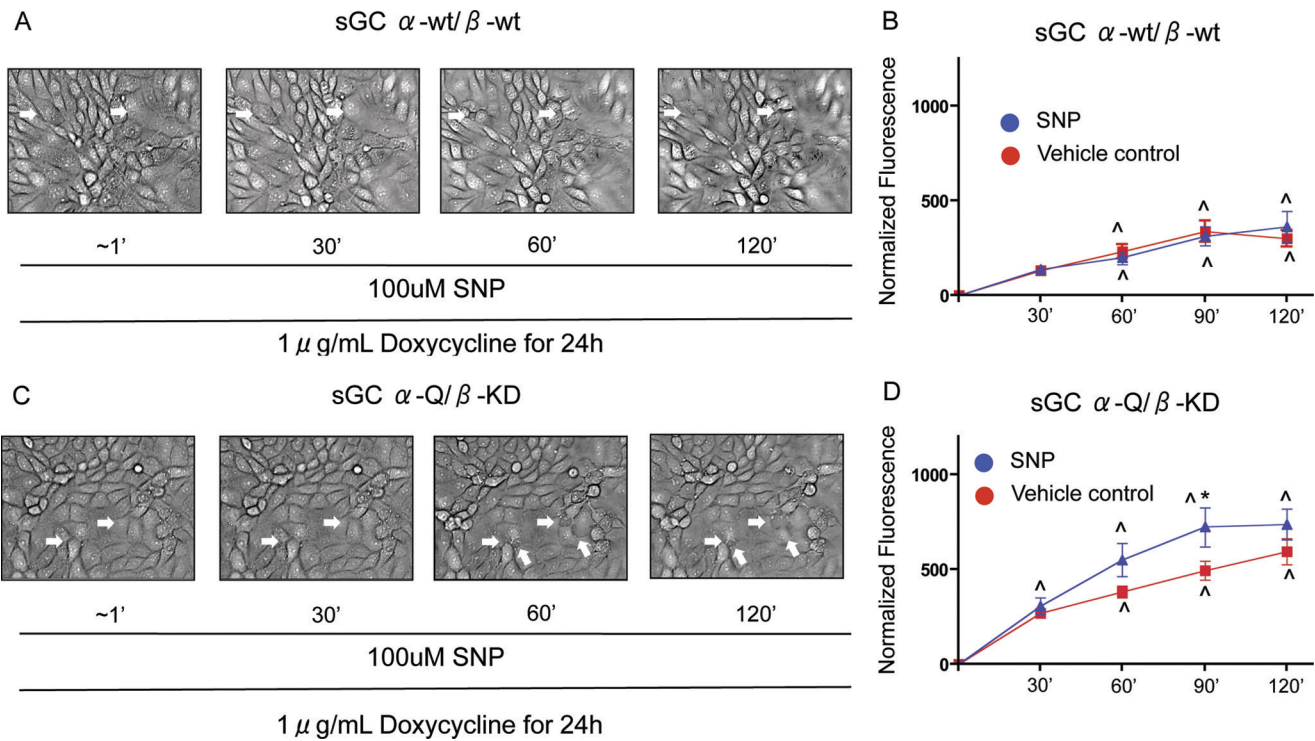 A
sGC α-wt/β-wt
~1’
30’
60’
120’
100uM SNP
1μg/mL Doxycycline for 24h
B
sGC α-wt/β-wt
Normalized Fluorescence
1000
500
0
SNP
Vehicle control
^
^
^
^
^
^
30’
60’
90’
120’
C
sGC α-Q/β-KD
~1’
30’
60’
120’
100uM SNP
1μg/mL Doxycycline for 24h
D
sGC α-Q/β-KD
Normalized Fluorescence
1000
500
0
SNP
Vehicle control
^
^
^ *
^
^
^
^
30’
60’
90’
120’